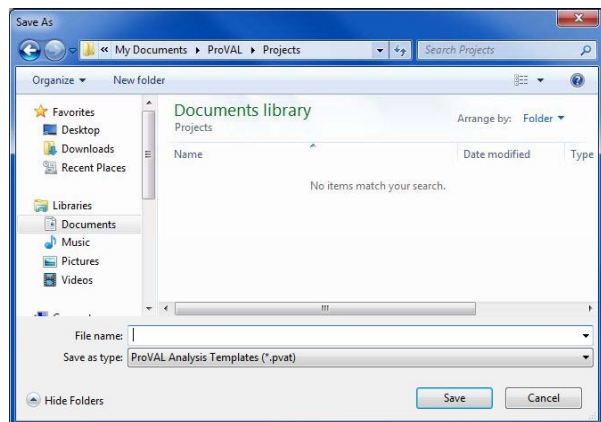 Save As
« My Documents ▸ ProVAL ▸ Projects
Search Projects
Organize ▾ New folder
Favorites
Desktop
Downloads
Recent Places
Libraries
Documents
Music
Pictures
Videos
Documents library
Projects
Arrange by: Folder ▾
Name Date modified Type
No items match your search.
File name:
Save as type: ProVAL Analysis Templates (*.pvat)
Hide Folders
Save Cancel